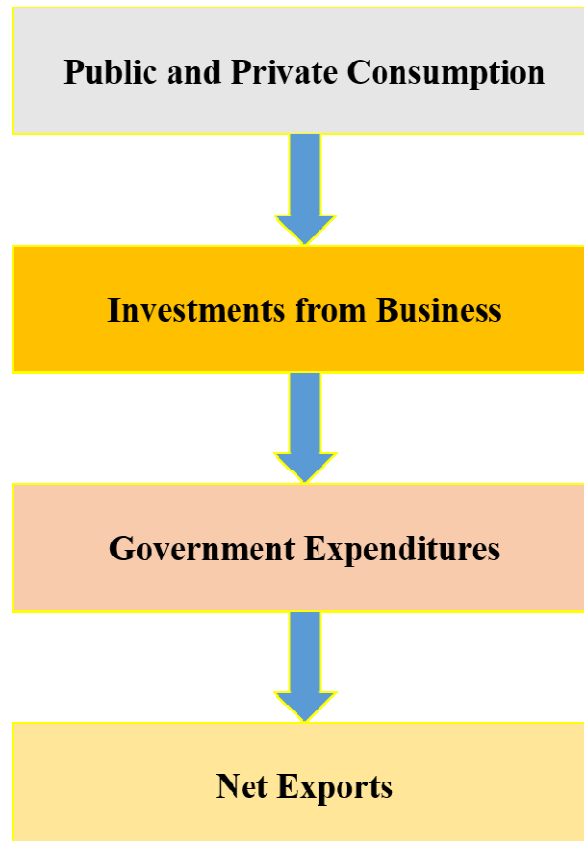 Public and Private Consumption
Investments from Business
Government Expenditures
Net Exports